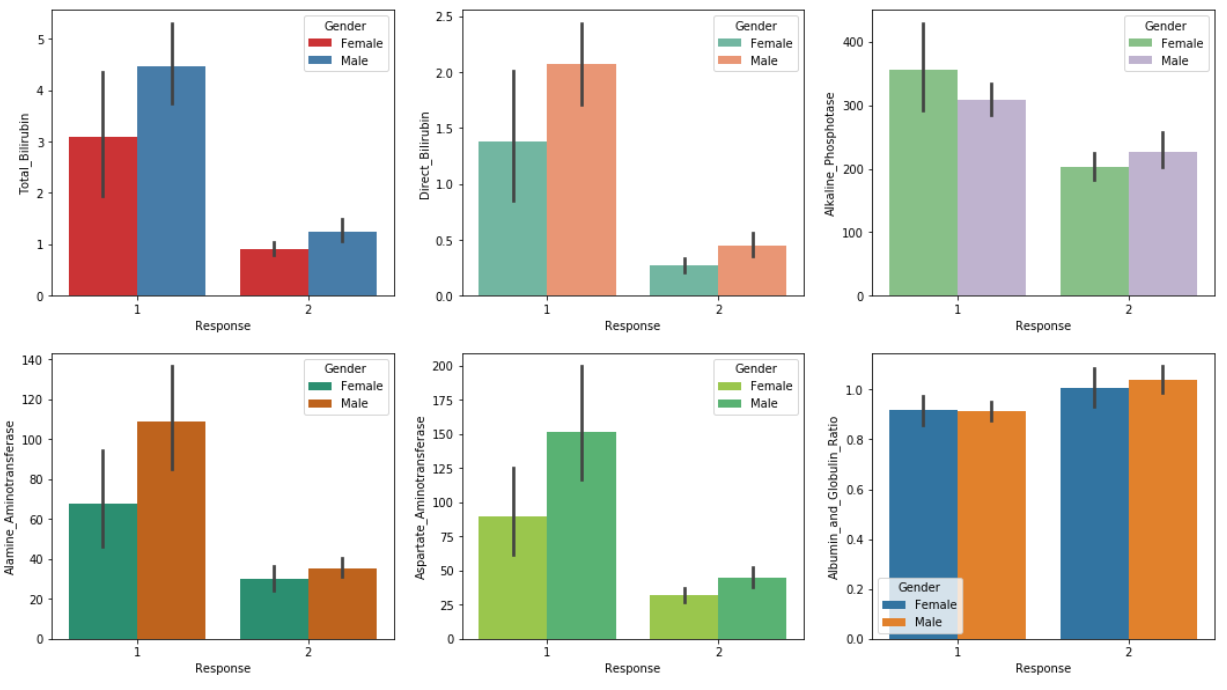 Total_Bilirubin
5
4
3
2
1
0
Gender
Female
Male
1
2
Response
Direct_Bilirubin
2.5
2.0
1.5
1.0
0.5
0.0
Gender
Female
Male
1
2
Response
Alkaline_Phosphotase
400
300
200
100
0
Gender
Female
Male
1
2
Response
Alamine_Aminotransferase
140
120
100
80
60
40
20
0
Gender
Female
Male
1
2
Response
Aspartate_Aminotransferase
200
175
150
125
100
75
50
25
0
Gender
Female
Male
1
2
Response
Albumin_and_Globulin_Ratio
1.0
0.8
0.6
0.4
0.2
0.0
Gender
Female
Male
1
2
Response